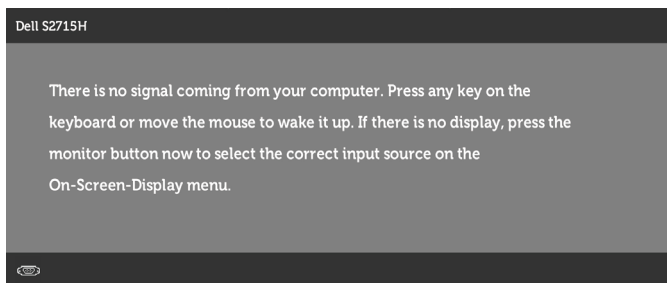 Dell S2715H
There is no signal coming from your computer. Press any key on the
keyboard or move the mouse to wake it up. If there is no display, press the
monitor button now to select the correct input source on the
On-Screen-Display menu.